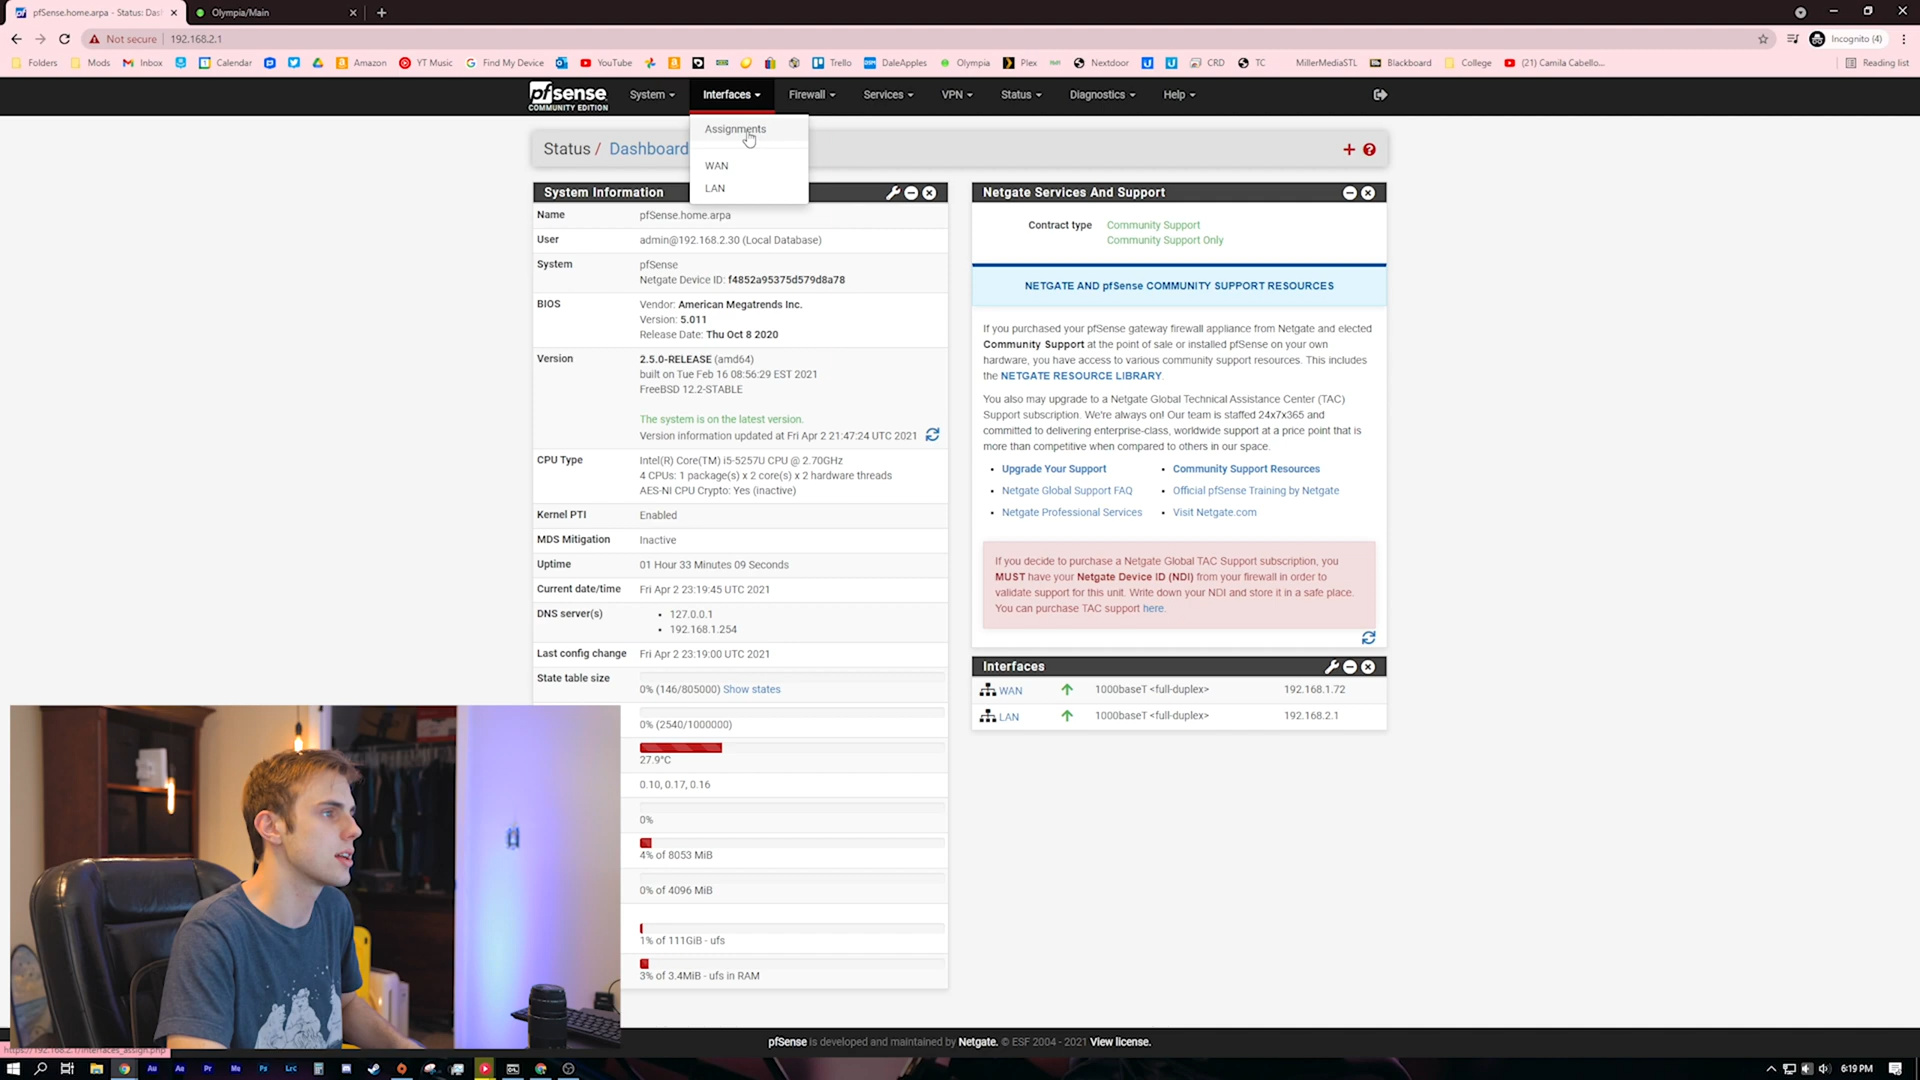 pfSense.home.arpa - Status: Das
Olympia/Main
Not secure
192.168.2.1
Incognito (4)
Folders
Mods
Inbox
Calendar
Amazon
YT Music
Find My Device
YouTube
Trello
DaleApples
Olympia
Plex
Nextdoor
CRD
TC
MillerMediaSTL
Blackboard
College
(21) Camila Cabello...
Reading list
pfsense
COMMUNITY EDITION
System
Interfaces
Firewall
Services
VPN
Status
Diagnostics
Help
Assignments
WAN
LAN
Status / Dashboard
System Information
Name pfSense.home.arpa
User admin@192.168.2.30 (Local Database)
System pfSense
Netgate Device ID: f4852a95375d579d8a78
BIOS Vendor: American Megatrends Inc.
Version: 5.011
Release Date: Thu Oct 8 2020
Version 2.5.0-RELEASE (amd64)
built on Tue Feb 16 08:56:29 EST 2021
FreeBSD 12.2-STABLE
The system is on the latest version.
Version information updated at Fri Apr 2 21:47:24 UTC 2021
CPU Type Intel(R) Core(TM) i5-5257U CPU @ 2.70GHz
4 CPUs: 1 package(s) x 2 core(s) x 2 hardware threads
AES-NI CPU Crypto: Yes (inactive)
Kernel PTI Enabled
MDS Mitigation Inactive
Uptime 01 Hour 33 Minutes 09 Seconds
Current date/time Fri Apr 2 23:19:45 UTC 2021
DNS server(s) • 127.0.0.1
• 192.168.1.254
Last config change Fri Apr 2 23:19:00 UTC 2021
State table size
0% (146/805000) Show states
0% (2540/1000000)
27.9°C
0.10, 0.17, 0.16
0%
4% of 8053 MiB
0% of 4096 MiB
1% of 111GiB - ufs
3% of 3.4MiB - ufs in RAM
Netgate Services And Support
Contract type Community Support
Community Support Only
NETGATE AND pfSense COMMUNITY SUPPORT RESOURCES
If you purchased your pfSense gateway firewall appliance from Netgate and elected
Community Support at the point of sale or installed pfSense on your own
hardware, you have access to various community support resources. This includes
the NETGATE RESOURCE LIBRARY.
You also may upgrade to a Netgate Global Technical Assistance Center (TAC)
Support subscription. We're always on! Our team is staffed 24x7x365 and
committed to delivering enterprise-class, worldwide support at a price point that is
more than competitive when compared to others in our space.
• Upgrade Your Support
• Community Support Resources
• Netgate Global Support FAQ
• Official pfSense Training by Netgate
• Netgate Professional Services
• Visit Netgate.com
If you decide to purchase a Netgate Global TAC Support subscription, you
MUST have your Netgate Device ID (NDI) from your firewall in order to
validate support for this unit. Write down your NDI and store it in a safe place.
You can purchase TAC support here.
Interfaces
WAN 1000baseT <full-duplex> 192.168.1.72
LAN 1000baseT <full-duplex> 192.168.2.1
pfSense is developed and maintained by Netgate. © ESF 2004 - 2021 View license.
https://192.168.2.1/interfaces_assign.php
Au
Ae
Pr
Me
Ps
Lrc
6:19 PM